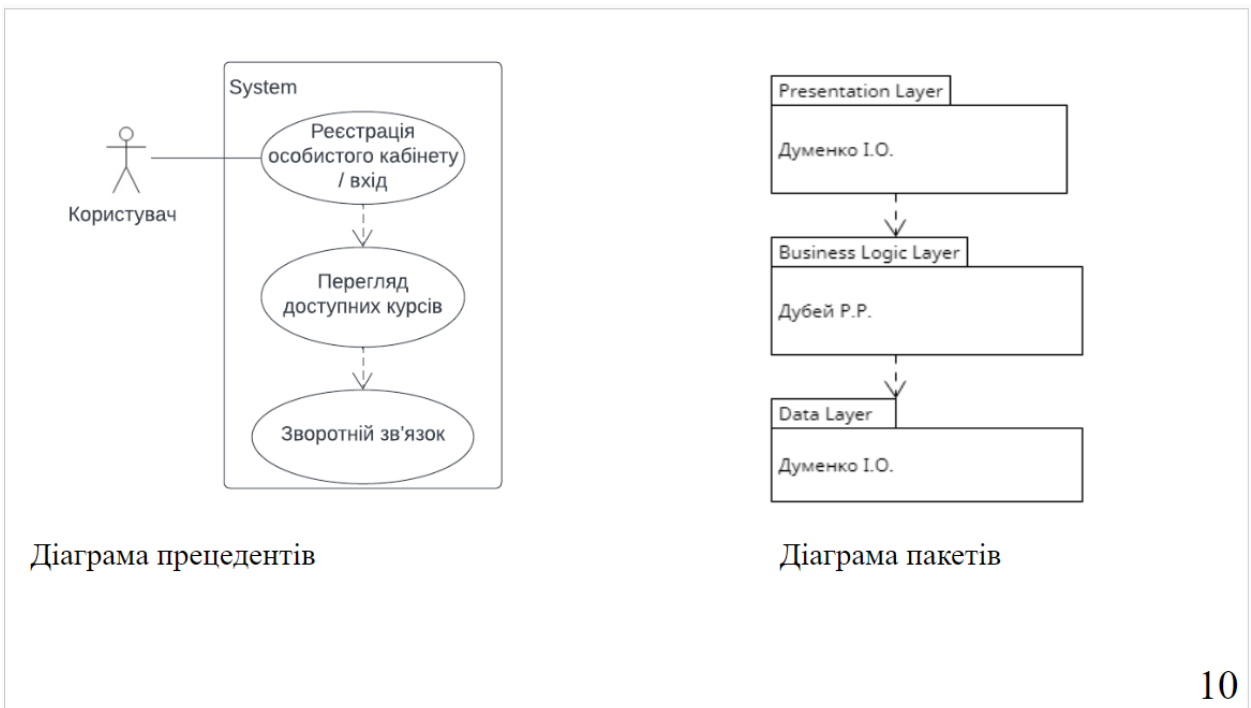 System
Реєстрація
особистого кабінету
/ вхід
Користувач
Перегляд
доступних курсів
Зворотній зв'язок
Діаграма прецедентів
Presentation Layer
Думенко І.О.
Business Logic Layer
Дубей Р.Р.
Data Layer
Думенко І.О.
Діаграма пакетів
10